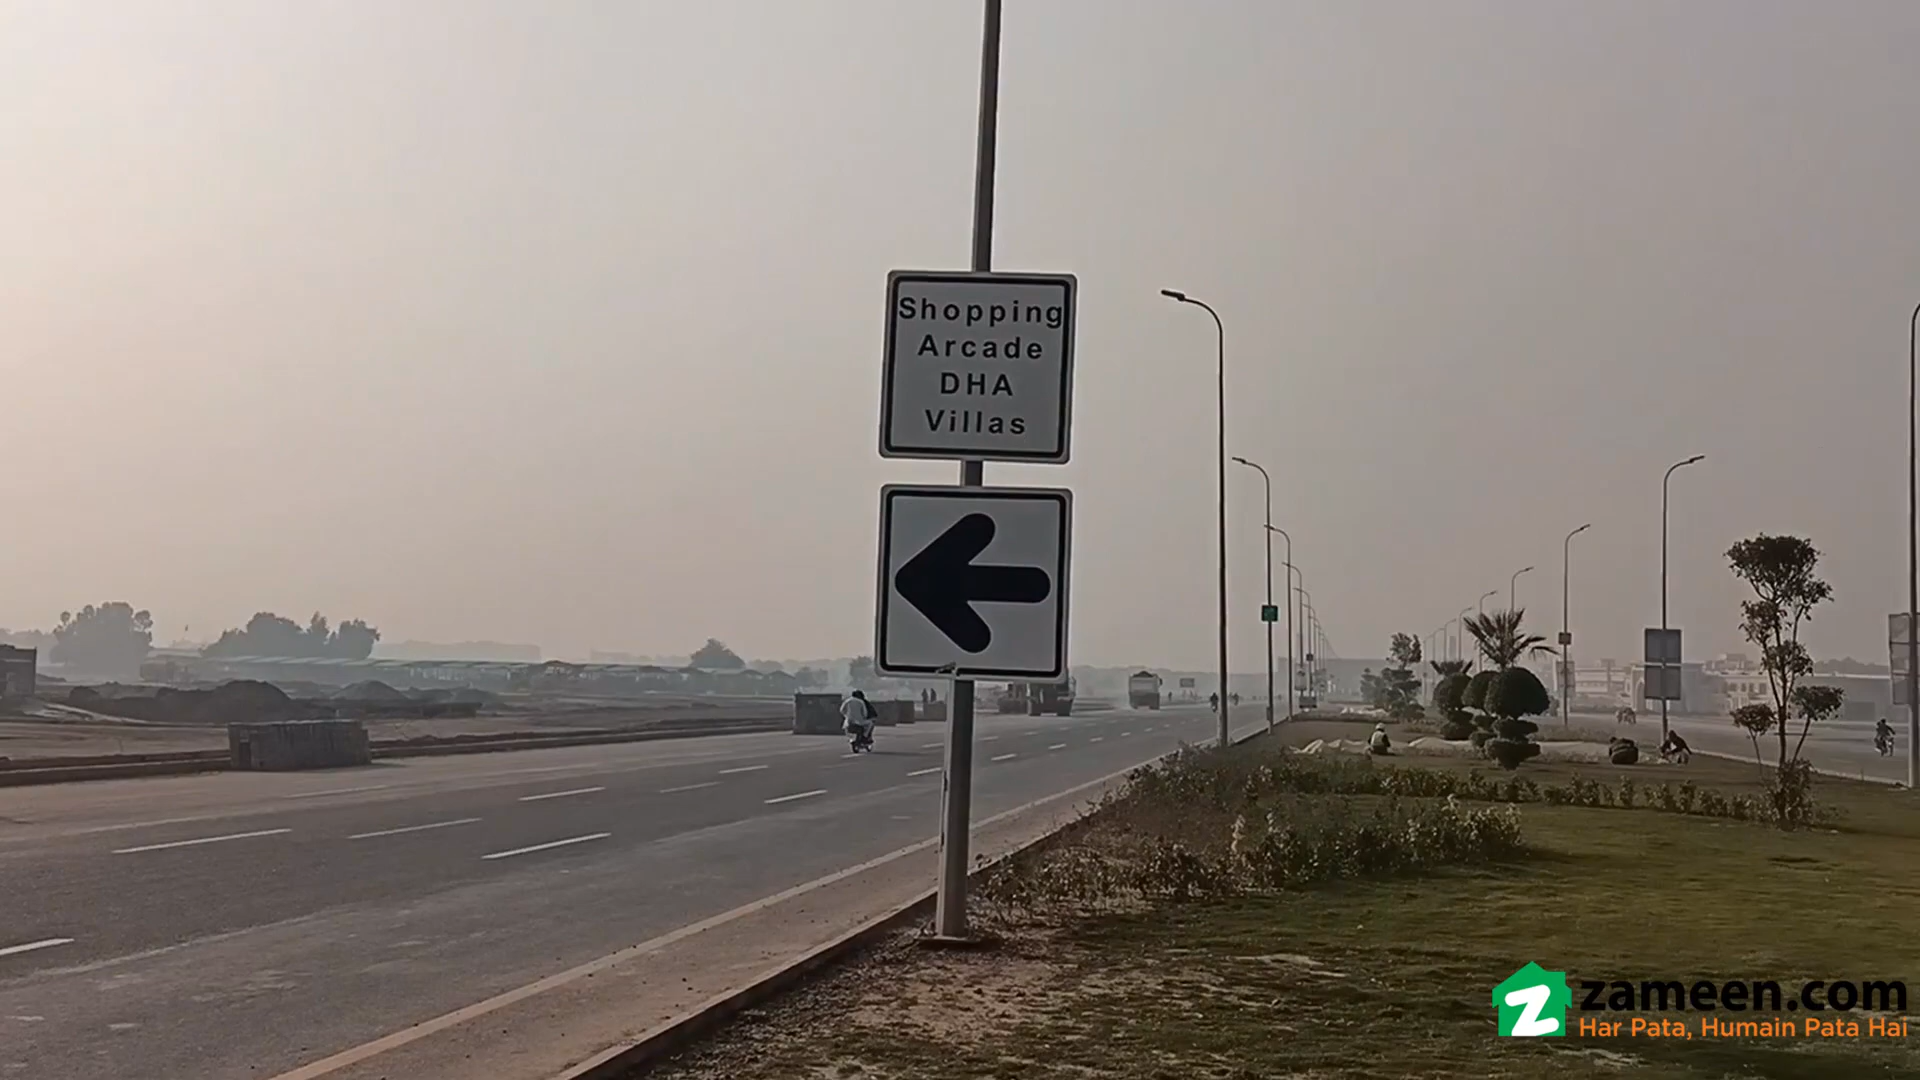 Shopping
Arcade
DHA
Villas
zameen.com
Har Pata, Humain Pata Hai